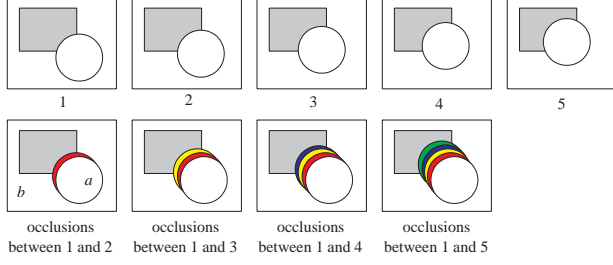 1 2 3 4 5
b a
occlusions occlusions occlusions occlusions
between 1 and 2 between 1 and 3 between 1 and 4 between 1 and 5